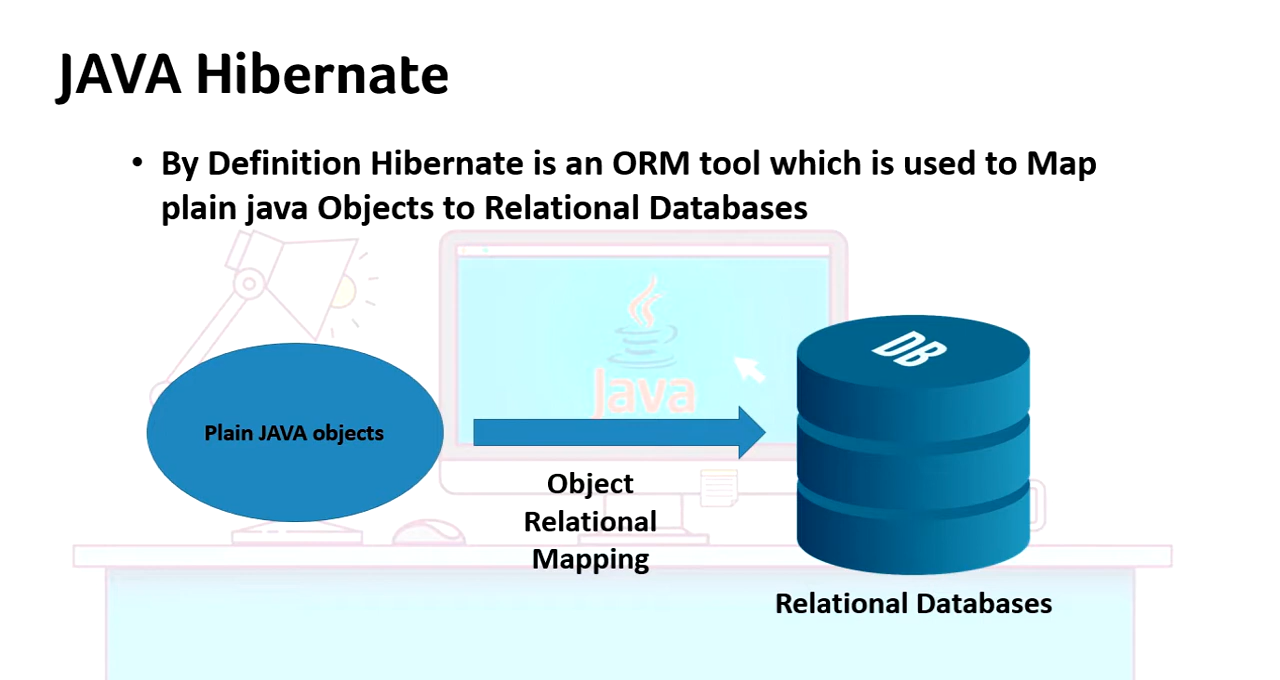 JAVA Hibernate
• By Definition Hibernate is an ORM tool which is used to Map
plain java Objects to Relational Databases
DB
Java
Plain JAVA objects
Object
Relational
Mapping
Relational Databases